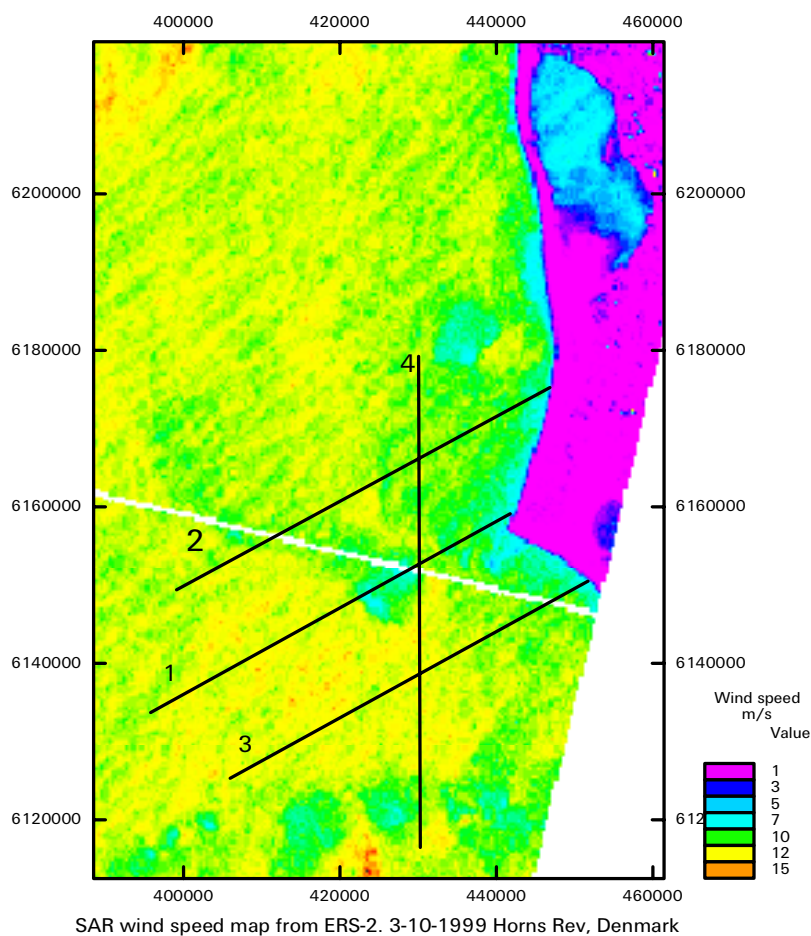 400000 420000 440000 460000
6200000 6200000
4
6180000 6180000
6160000 6160000
2
1
6140000 6140000
3
Wind speed
m/s
Value
1
3
5
7
10
12
15
6120000 612
400000 420000 440000 460000
SAR wind speed map from ERS-2. 3-10-1999 Horns Rev, Denmark